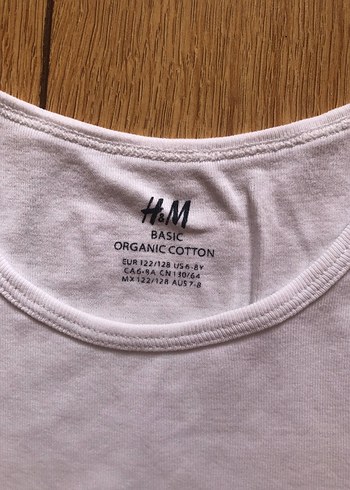 H&M
BASIC
ORGANIC COTTON
EUR 122/128 US 6-8Y
CA 6-8A CN 130/64
MX 122/128 AUS 7-8